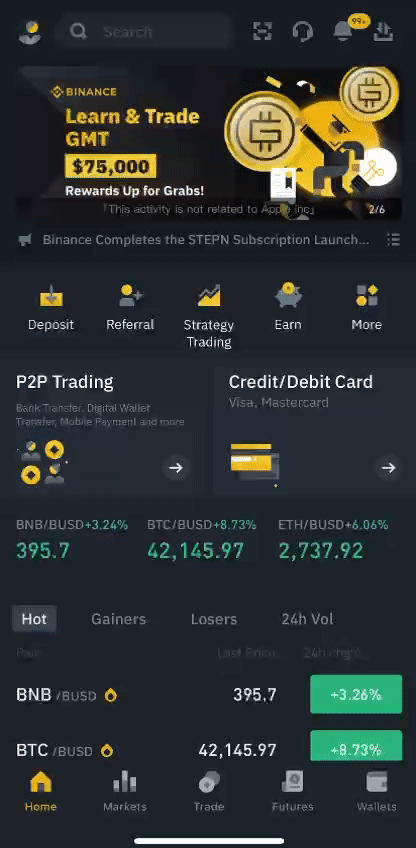 Search
99+
BINANCE
Learn & Trade
GMT
$75,000
Rewards Up for Grabs!
「This activity is not related to Apple inc」
2/6
Binance Completes the STEPN Subscription Launch...
Deposit
Referral
Strategy
Trading
Earn
More
P2P Trading
Bank Transfer, Digital Wallet
Transfer, Mobile Payment and more
Credit/Debit Card
Visa, Mastercard
BNB/BUSD+3.24%
395.7
BTC/BUSD+8.73%
42,145.97
ETH/BUSD+6.06%
2,737.92
Hot Gainers Losers 24h Vol
Pair Last Price 24h chg%
BNB /BUSD 395.7 +3.26%
BTC /BUSD 42,145.97 +8.73%
Home Markets Trade Futures Wallets